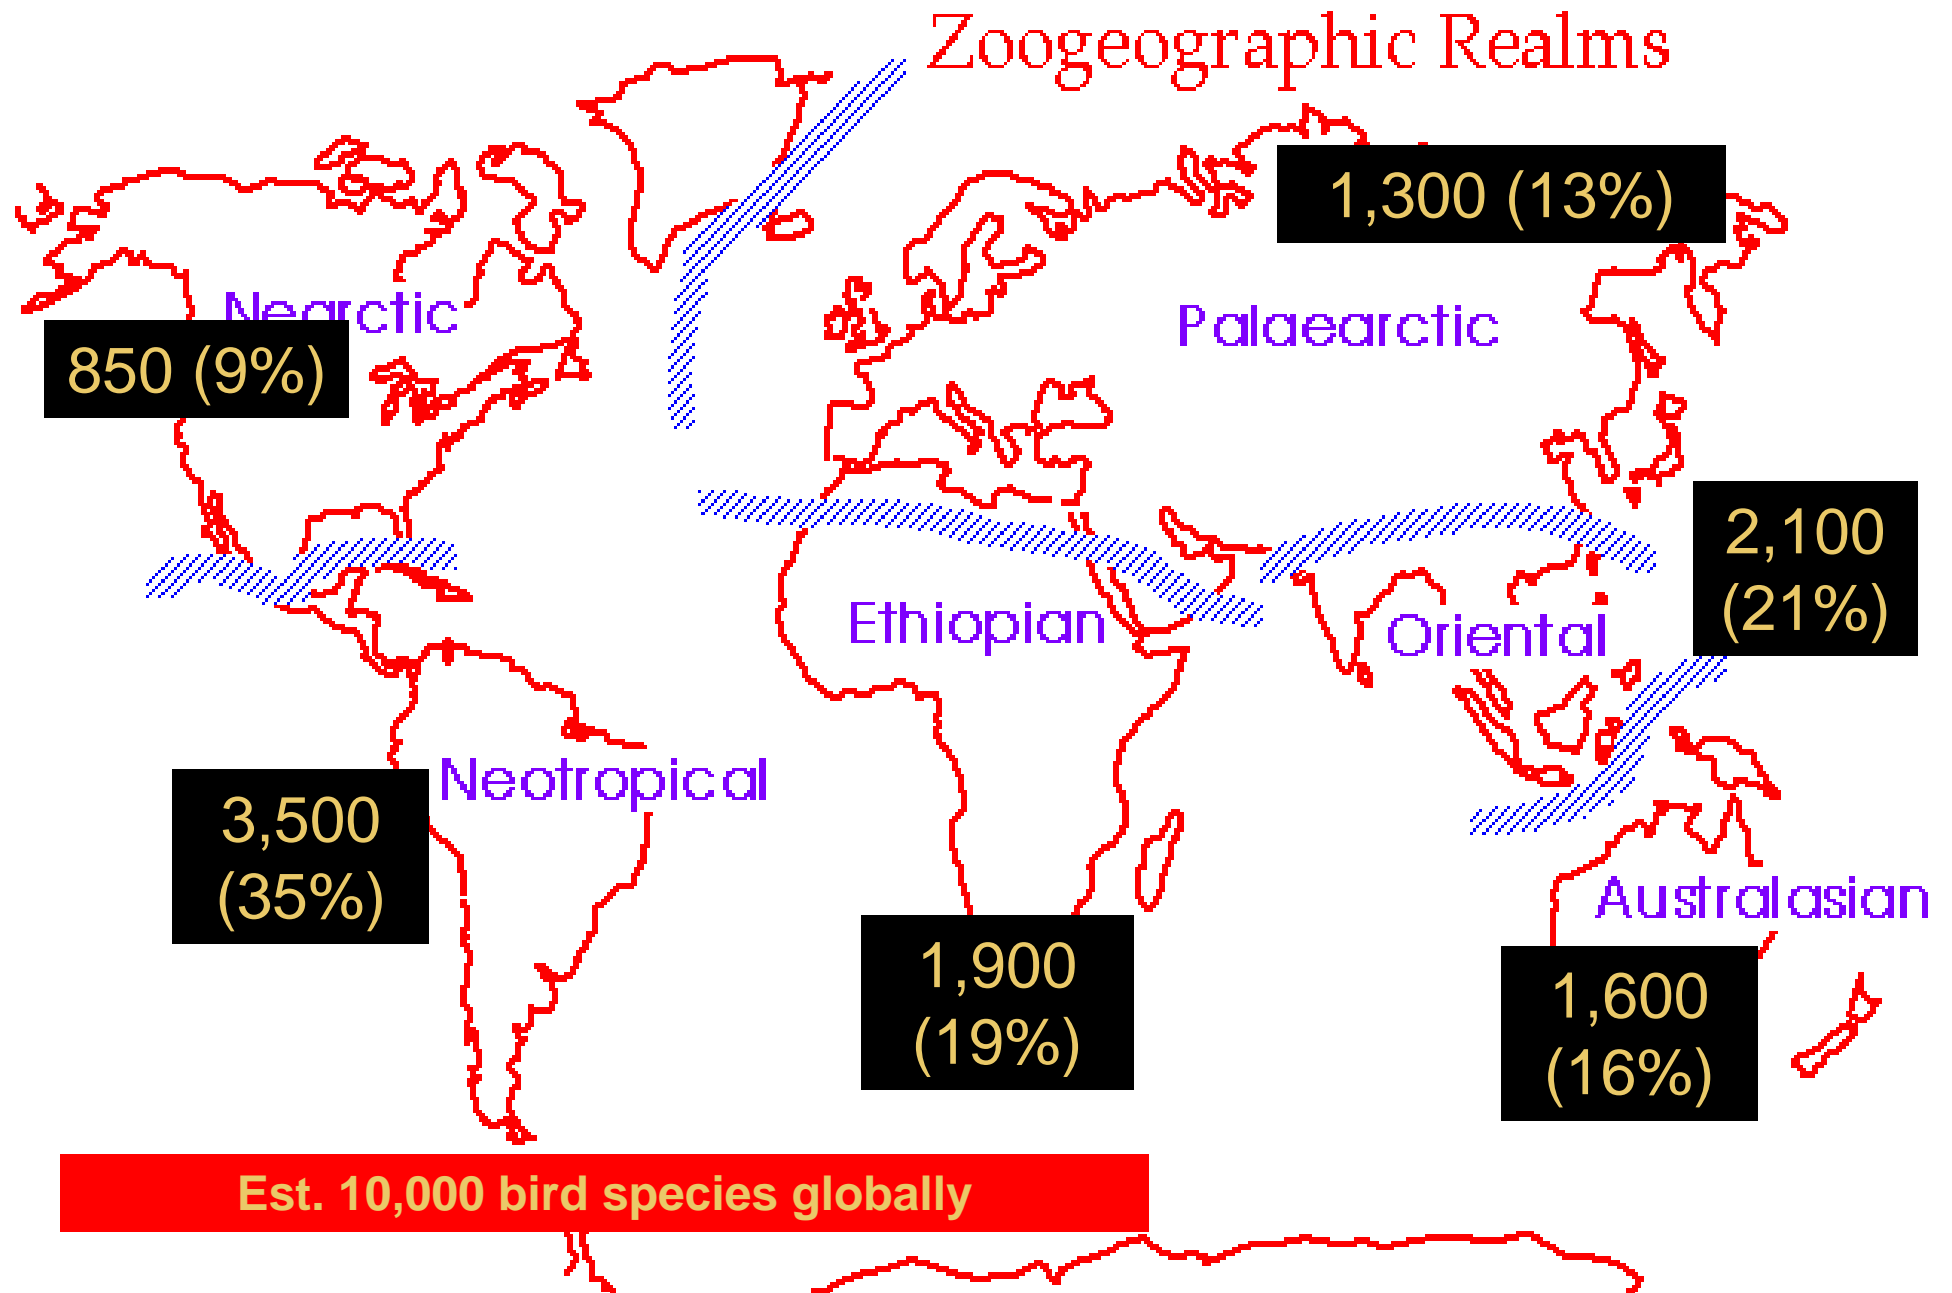 Zoogeographic Realms
1,300 (13%)
Nearctic
Palaearctic
850 (9%)
2,100
(21%)
Ethiopian
Oriental
Neotropical
3,500
(35%)
Australasian
1,900
(19%)
1,600
(16%)
Est. 10,000 bird species globally